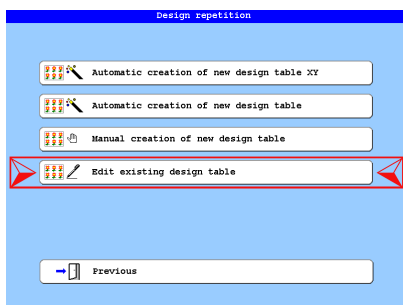 Design repetition
Automatic creation of new design table XY
Automatic creation of new design table
Manual creation of new design table
Edit existing design table
Previous